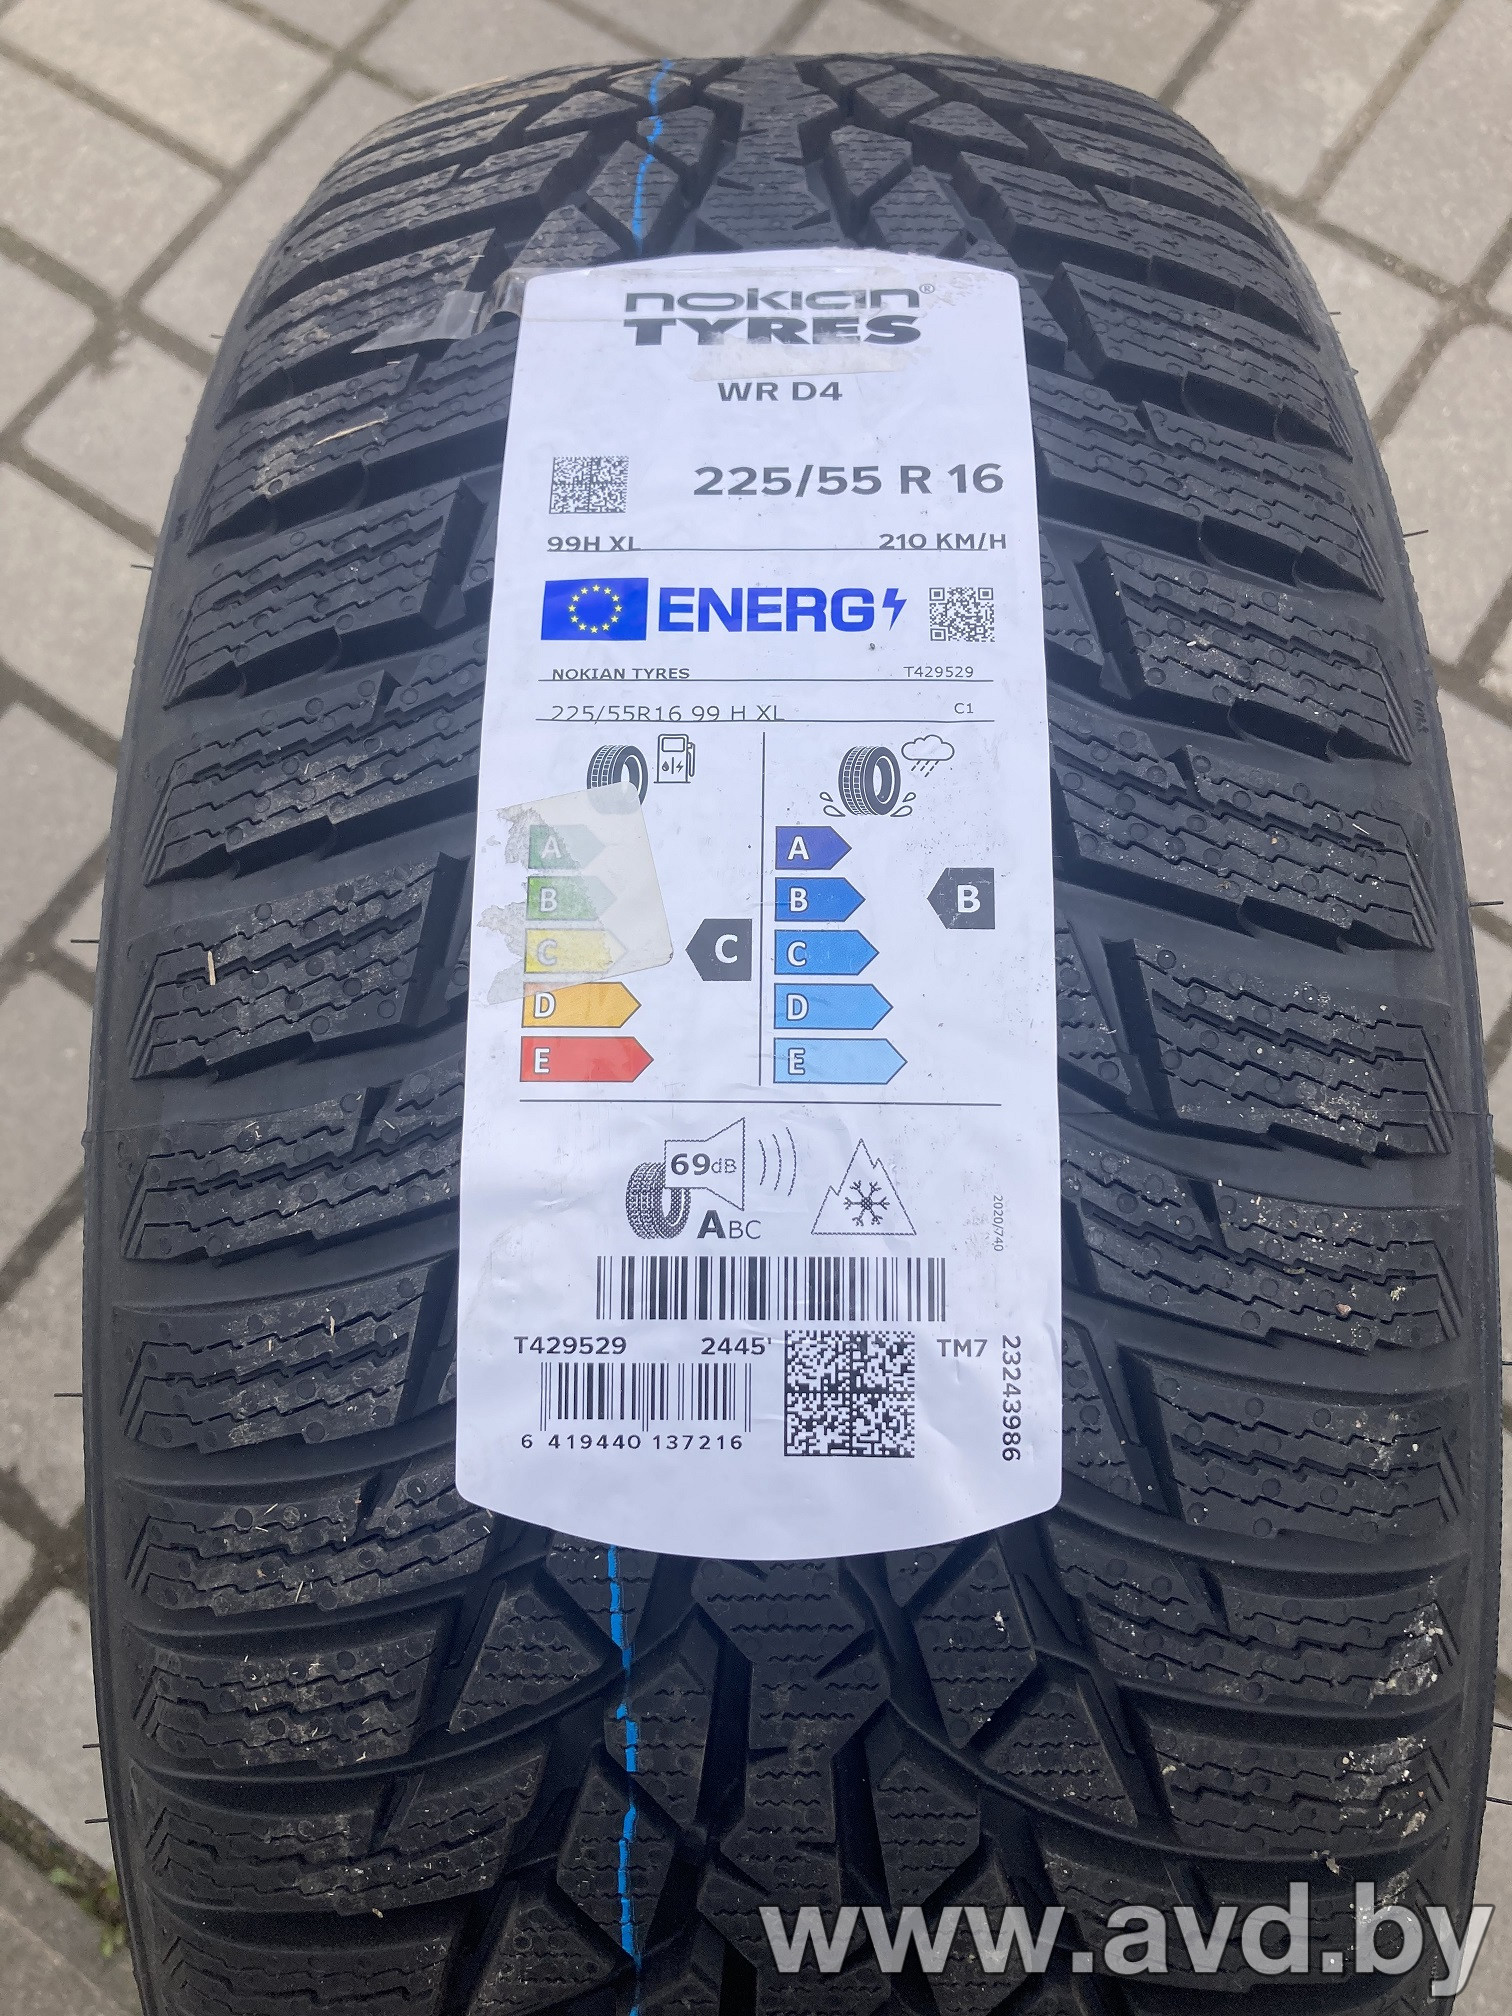 nokian®
TYRES
WR D4
225/55 R 16
99H XL 210 KM/H
ENERG
NOKIAN TYRES T429529
225/55R16 99 H XL C1
A A
B B B
C C C
D D
E E
69dB
ABC
2020/740
T429529 2445' TM7
23243986
6 419440 137216
www.avd.by